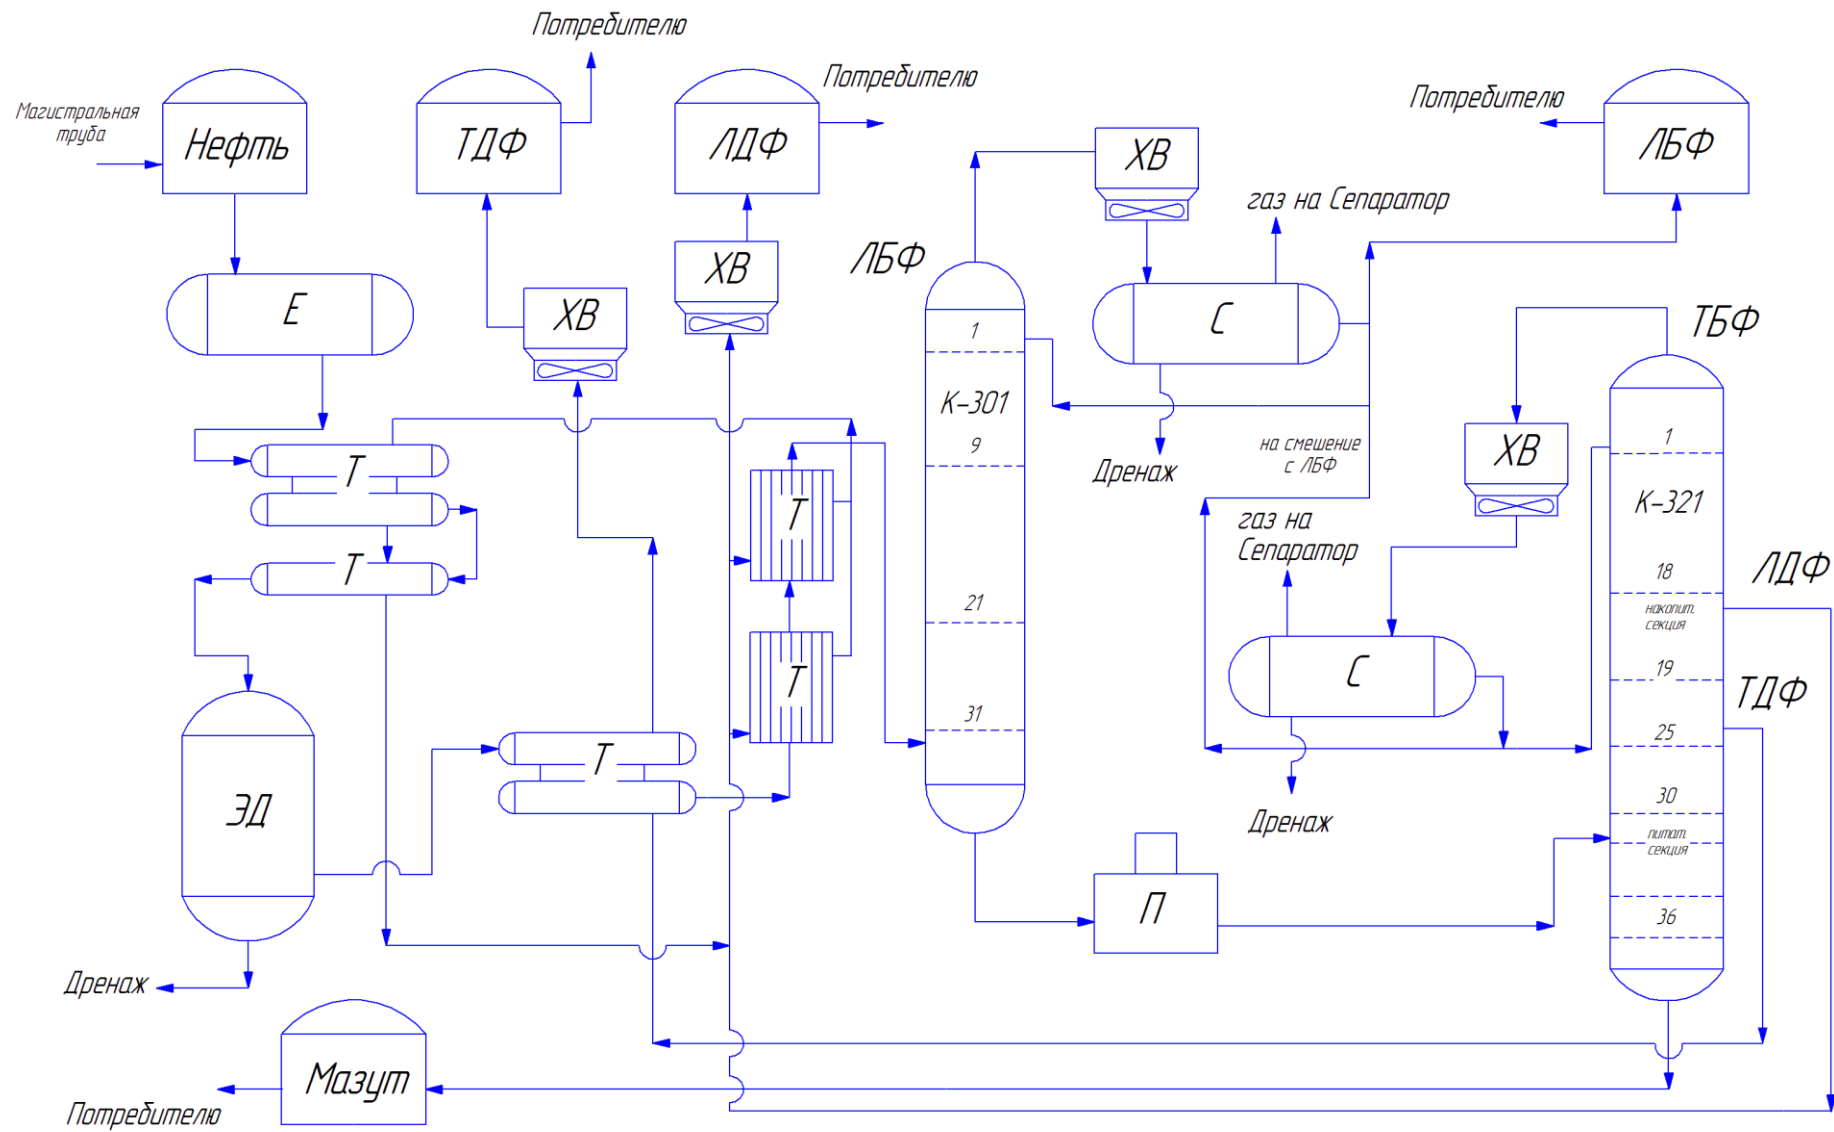 Потребителю
Магистральная
труба
Нефть
ТДФ
ЛДФ
Потребителю
ХВ
Потребителю
ЛБФ
газ на Сепаратор
ЛБФ
ХВ
Е
ХВ
С
ТБФ
1
К-301
9
на смешение
с ЛБФ
Дренаж
1
ХВ
К-321
Т
Т
Т
газ на
Сепаратор
18
ЛДФ
накопит.
секция
21
19
ТДФ
Т
С
31
25
Т
ЭД
30
Дренаж
питат.
секция
П
36
Дренаж
Мазут
Потребителю